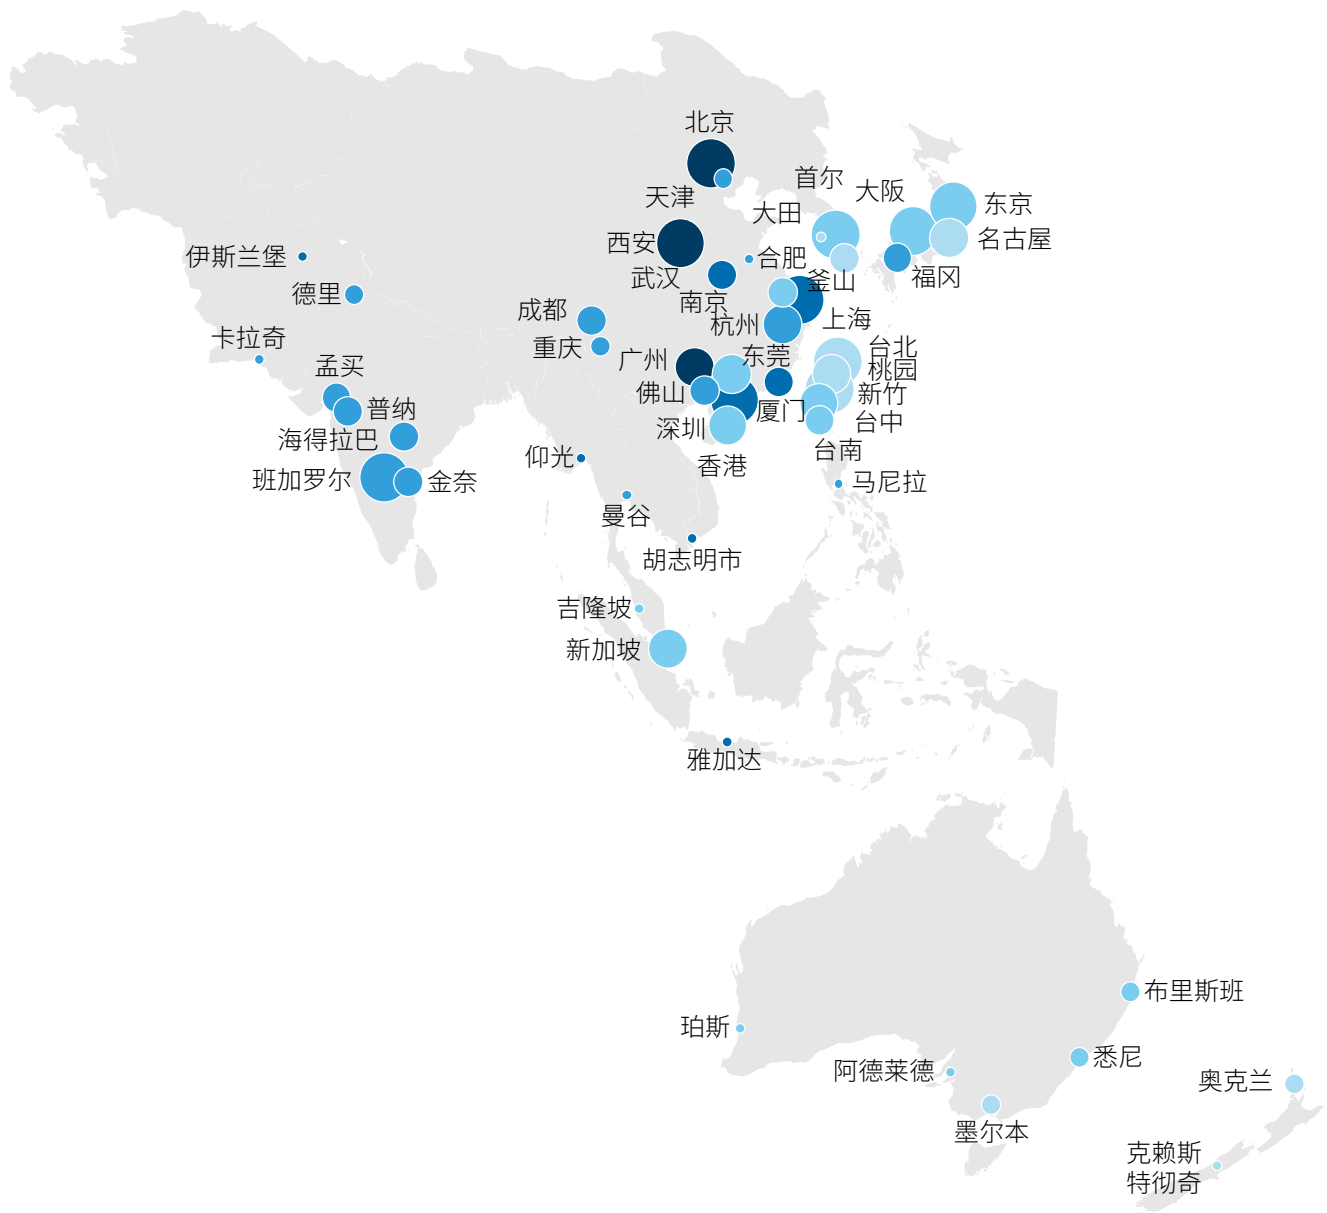 北京
首尔
大阪
天津
东京
大田
名古屋
西安
伊斯兰堡
合肥
武汉
福冈
釜山
德里
南京
成都
上海
杭州
卡拉奇
重庆
台北
东莞
广州
孟买
桃园
佛山
新竹
普纳
厦门
台中
深圳
海得拉巴
台南
仰光
香港
班加罗尔
金奈
马尼拉
曼谷
胡志明市
吉隆坡
新加坡
雅加达
布里斯班
珀斯
悉尼
阿德莱德
奥克兰
墨尔本
克赖斯
特彻奇